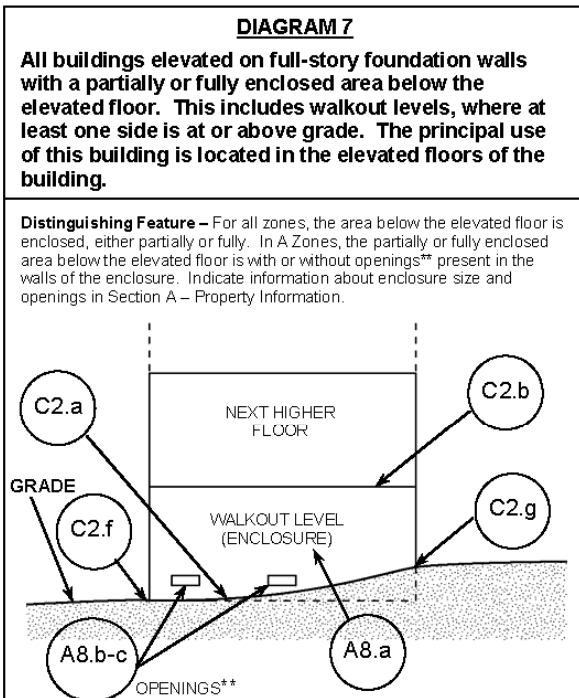 DIAGRAM 7
All buildings elevated on full-story foundation walls
with a partially or fully enclosed area below the
elevated floor. This includes walkout levels, where at
least one side is at or above grade. The principal use
of this building is located in the elevated floors of the
building.
Distinguishing Feature – For all zones, the area below the elevated floor is
enclosed, either partially or fully. In A Zones, the partially or fully enclosed
area below the elevated floor is with or without openings** present in the
walls of the enclosure. Indicate information about enclosure size and
openings in Section A – Property Information.
C2.a
C2.b
NEXT HIGHER
FLOOR
GRADE
C2.f
WALKOUT LEVEL
(ENCLOSURE)
C2.g
A8.b-c
A8.a
OPENINGS**